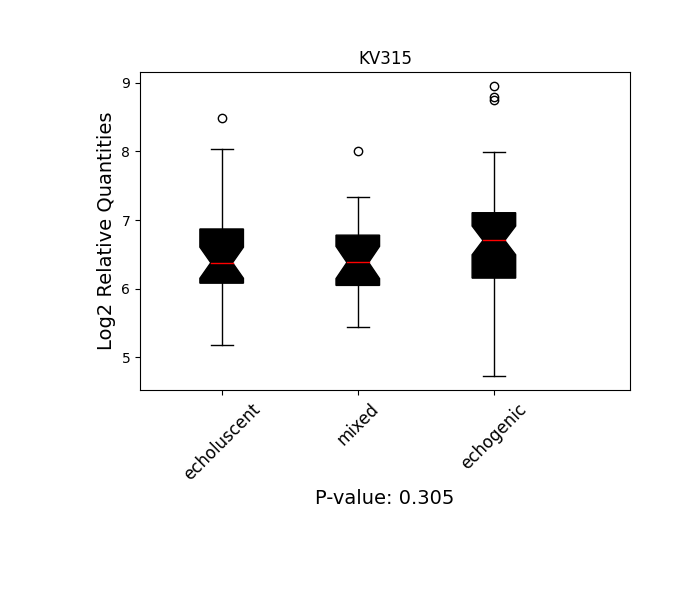 KV315
Log2 Relative Quantities
9
8
7
6
5
echoluscent
mixed
echogenic
P-value: 0.305